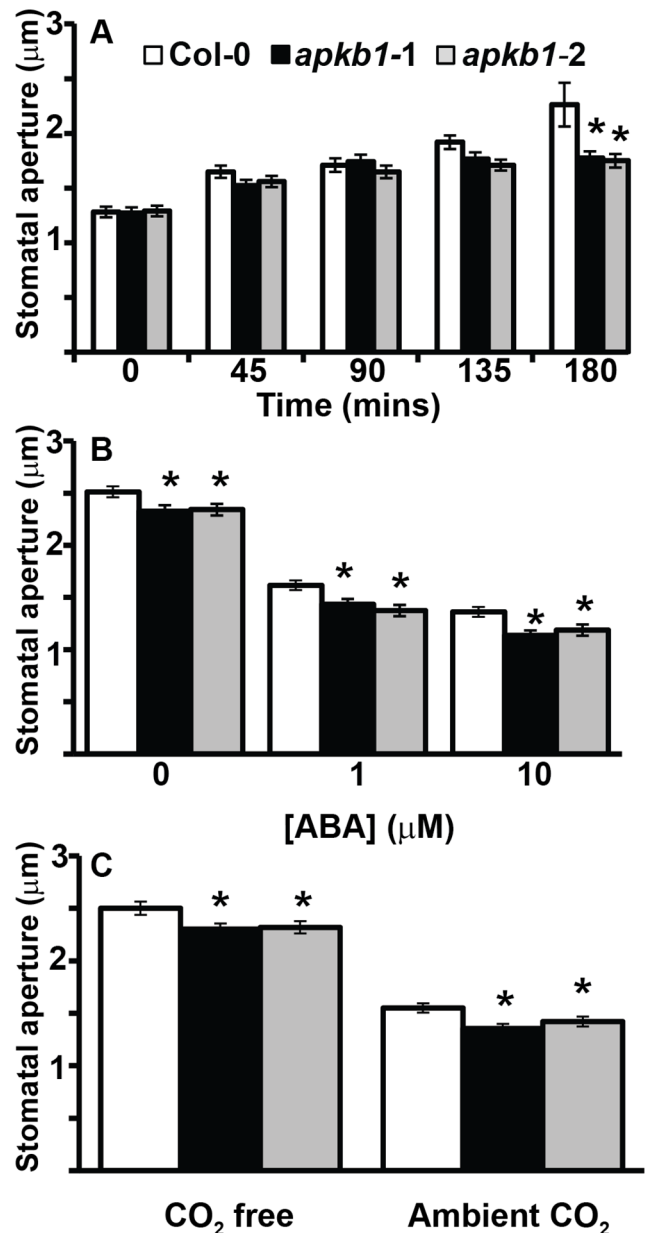 A
Col-0 apkb1-1 apkb1-2
Stomatal aperture (μm)
3
2
1
* *
0 45 90 135 180
Time (mins)
B
Stomatal aperture (μm)
3
2
1
* * * * * *
0 1 10
[ABA] (μM)
C
Stomatal aperture (μm)
3
2
1
* * * *
CO₂ free Ambient CO₂